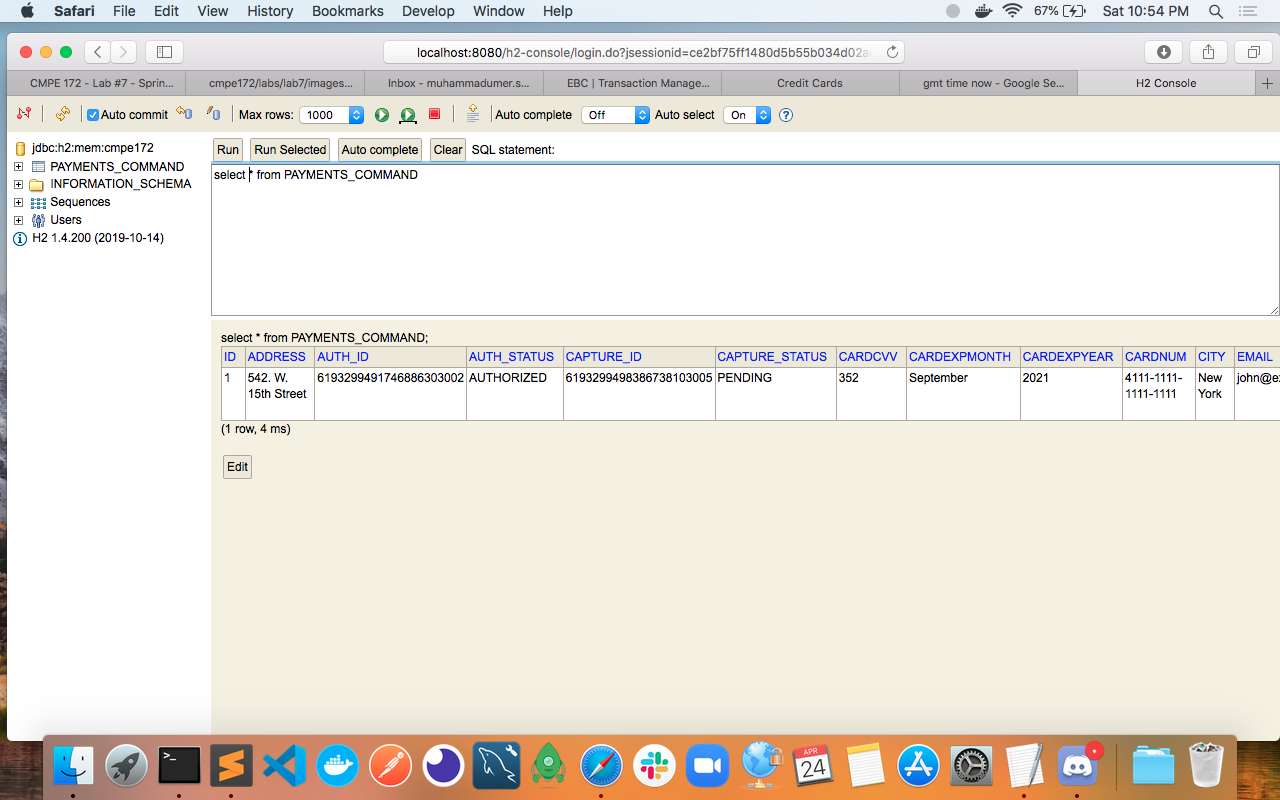 Safari File Edit View History Bookmarks Develop Window Help 67% Sat 10:54 PM
localhost:8080/h2-console/login.do?jsessionid=ce2bf75ff1480d5b55b034d02a
CMPE 172 - Lab #7 - Sprin... cmpe172/labs/lab7/images... Inbox - muhammadumer.s... EBC | Transaction Manage... Credit Cards gmt time now - Google Se... H2 Console
Auto commit Max rows: 1000 Auto complete Off Auto select On ?
jdbc:h2:mem:cmpe172
PAYMENTS_COMMAND
INFORMATION_SCHEMA
Sequences
Users
H2 1.4.200 (2019-10-14)
Run Run Selected Auto complete Clear SQL statement:
select * from PAYMENTS_COMMAND
select * from PAYMENTS_COMMAND;
ID ADDRESS AUTH_ID AUTH_STATUS CAPTURE_ID CAPTURE_STATUS CARDCVV CARDEXPMONTH CARDEXPYEAR CARDNUM CITY EMAIL
1 542. W. 6193299491746886303002 AUTHORIZED 6193299498386738103005 PENDING 352 September 2021 4111-1111- New john@e
15th Street 1111-1111 York
(1 row, 4 ms)
Edit
APR
24